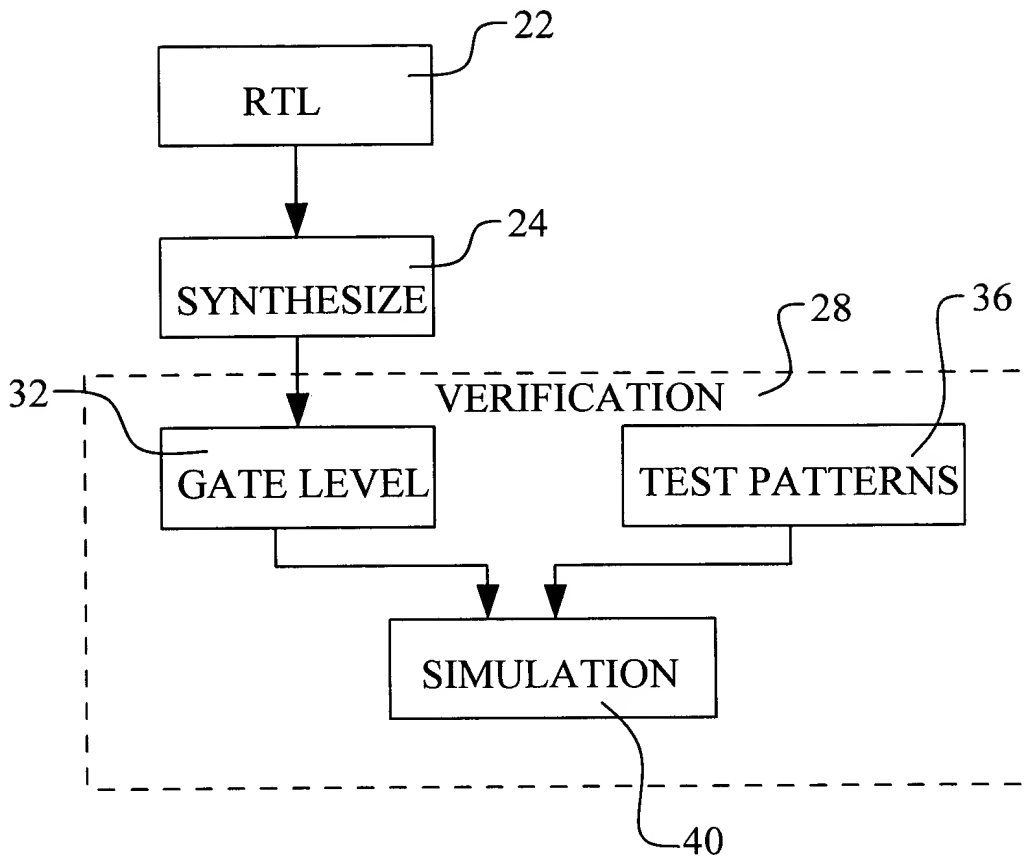 22
RTL
24
SYNTHESIZE
28
36
32
VERIFICATION
GATE LEVEL
TEST PATTERNS
SIMULATION
40